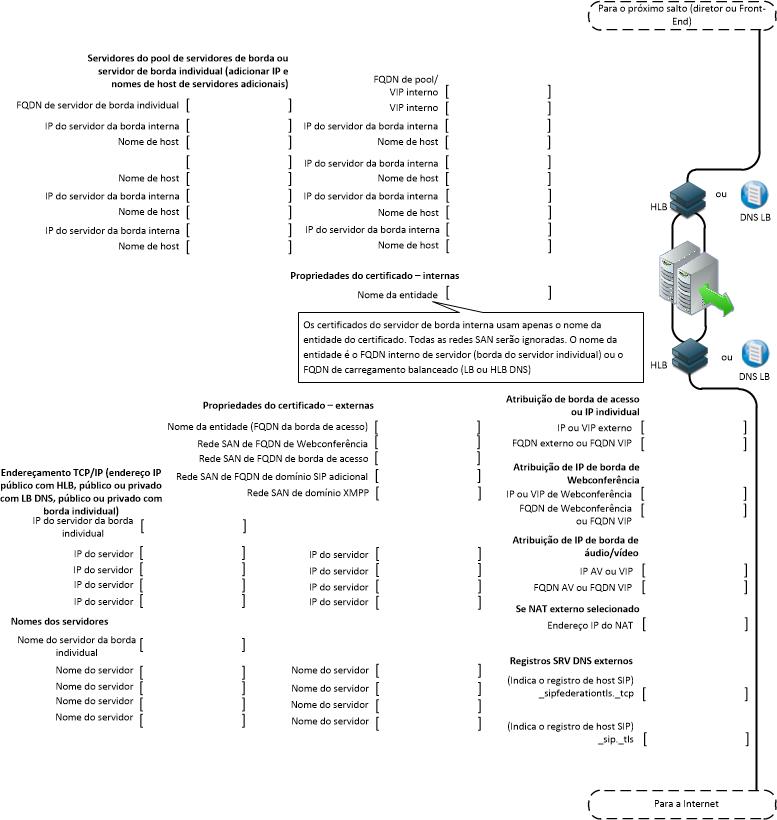 Para o próximo salto (diretor ou Front-
End)
Servidores do pool de servidores de borda ou
servidor de borda individual (adicionar IP e
nomes de host de servidores adicionais)
FQDN de servidor de borda individual [ ]
IP do servidor da borda interna [ ]
Nome de host [ ]
[ ]
Nome de host [ ]
IP do servidor da borda interna [ ]
Nome de host [ ]
IP do servidor da borda interna [ ]
Nome de host [ ]
FQDN de pool/
VIP interno [ ]
VIP interno [ ]
IP do servidor da borda interna [ ]
Nome de host [ ]
IP do servidor da borda interna [ ]
Nome de host [ ]
IP do servidor da borda interna [ ]
Nome de host [ ]
IP do servidor da borda interna [ ]
Nome de host [ ]
HLB
ou
DNS LB
Propriedades do certificado – internas
Nome da entidade [ ]
Os certificados do servidor de borda interna usam apenas o nome da
entidade do certificado. Todas as redes SAN serão ignoradas. O nome da
entidade é o FQDN interno de servidor (borda do servidor individual) ou o
FQDN de carregamento balanceado (LB ou HLB DNS)
HLB
ou
DNS LB
Propriedades do certificado – externas
Nome da entidade (FQDN da borda de acesso) [ ]
Rede SAN de FQDN de Webconferência [ ]
Rede SAN de FQDN de borda de acesso [ ]
Rede SAN de FQDN de domínio SIP adicional [ ]
Rede SAN de domínio XMPP [ ]
Endereçamento TCP/IP (endereço IP
público com HLB, público ou privado
com LB DNS, público ou privado com
borda individual)
IP do servidor da borda
individual [ ]
IP do servidor [ ]
IP do servidor [ ]
IP do servidor [ ]
IP do servidor [ ]
IP do servidor [ ]
IP do servidor [ ]
IP do servidor [ ]
IP do servidor [ ]
Nomes dos servidores
Nome do servidor da borda
individual [ ]
Nome do servidor [ ]
Nome do servidor [ ]
Nome do servidor [ ]
Nome do servidor [ ]
Nome do servidor [ ]
Nome do servidor [ ]
Nome do servidor [ ]
Nome do servidor [ ]
Atribuição de borda de acesso
ou IP individual
IP ou VIP externo [ ]
FQDN externo ou FQDN VIP [ ]
Atribuição de IP de borda de
Webconferência
IP ou VIP de Webconferência [ ]
FQDN de Webconferência
ou FQDN VIP [ ]
Atribuição de IP de borda de
áudio/vídeo
IP AV ou VIP [ ]
FQDN AV ou FQDN VIP [ ]
Se NAT externo selecionado
Endereço IP do NAT [ ]
Registros SRV DNS externos
(Indica o registro de host SIP)
_sipfederationtls._tcp [ ]
(Indica o registro de host SIP)
_sip._tls [ ]
Para a Internet